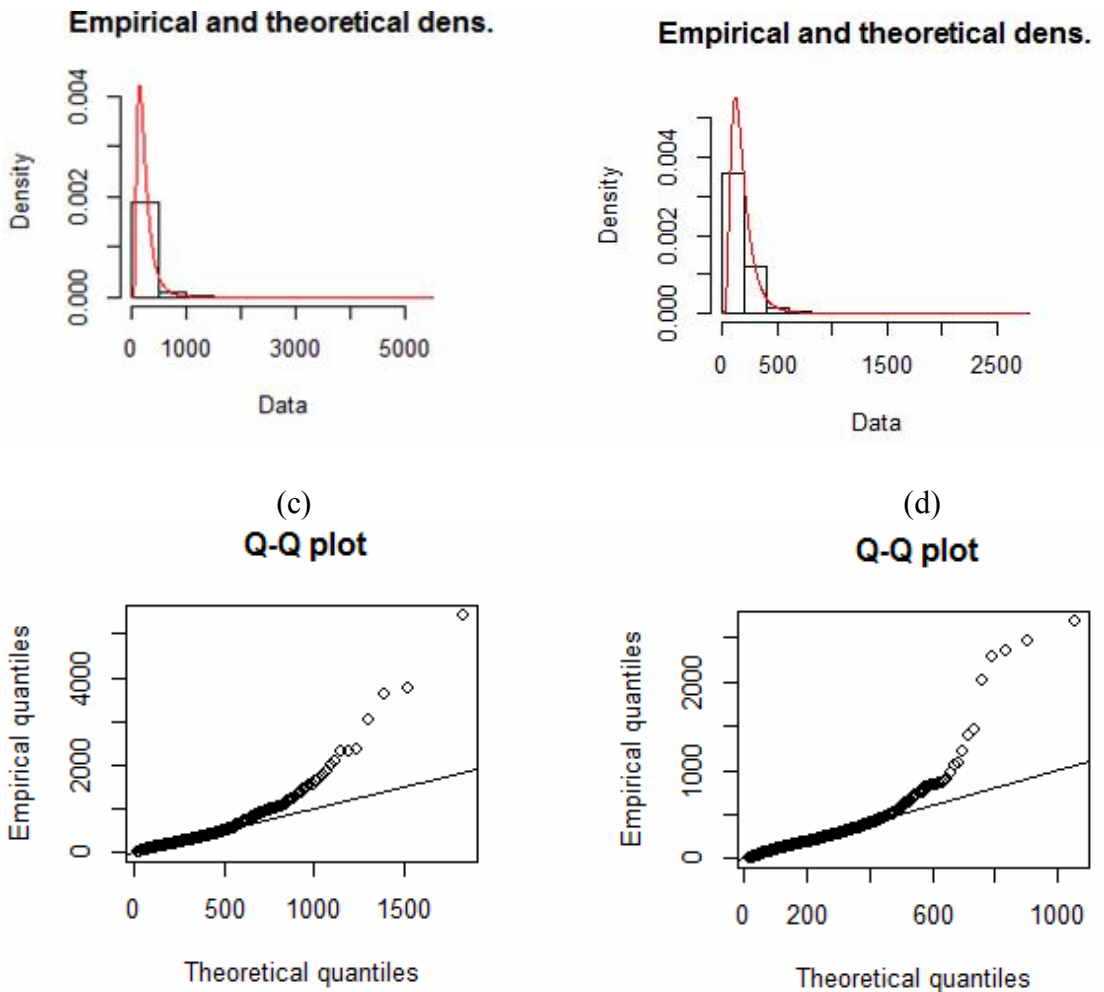 Empirical and theoretical dens.
Density
0.000 0.002 0.004
0 1000 3000 5000
Data
Empirical and theoretical dens.
Density
0.000 0.002 0.004
0 500 1500 2500
Data
(c)
Q-Q plot
Empirical quantiles
0 2000 4000
0 500 1000 1500
Theoretical quantiles
(d)
Q-Q plot
Empirical quantiles
0 1000 2000
0 200 600 1000
Theoretical quantiles